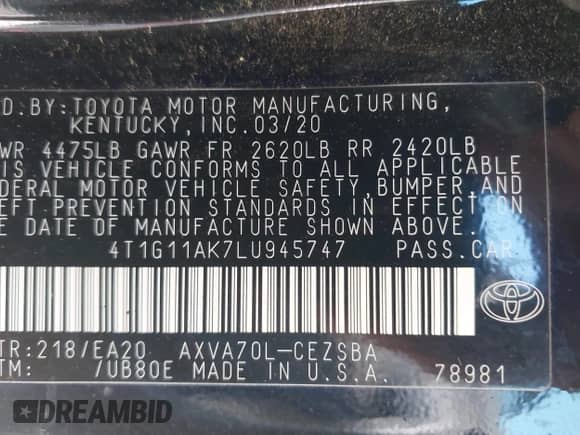 D.BY:TOYOTA MOTOR MANUFACTURING,
KENTUCKY, INC. 03/20
WR 4475LB GAWR FR 2620LB RR 2420LB
IS VEHICLE CONFORMS TO ALL APPLICABLE
EDERAL MOTOR VEHICLE SAFETY, BUMPER AND
EFT PREVENTION STANDARDS IN EFFECT ON
E DATE OF MANUFACTURE SHOWN ABOVE.
4T1G11AK7LU945747 PASS.CAR
TR:218/EA20 AXVA70L-CEZSBA
TM: 7UB80E MADE IN U.S.A. 78981
DREAMBID